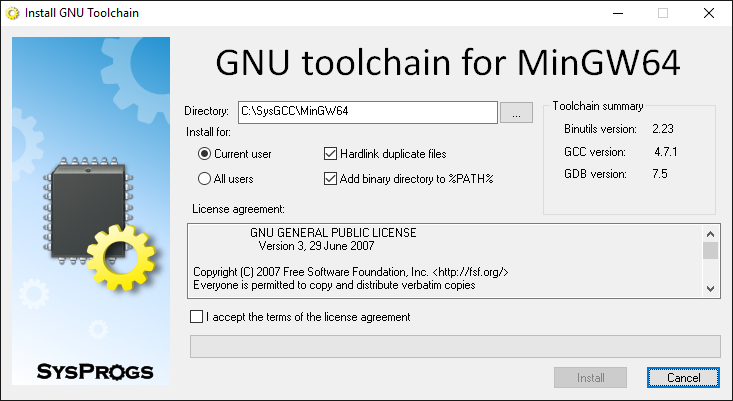 Install GNU Toolchain
GNU toolchain for MinGW64
Directory: C:\SysGCC\MinGW64 ...
Install for:
Current user Hardlink duplicate files
All users Add binary directory to %PATH%
Toolchain summary
Binutils version: 2.23
GCC version: 4.7.1
GDB version: 7.5
License agreement:
GNU GENERAL PUBLIC LICENSE
Version 3, 29 June 2007
Copyright (C) 2007 Free Software Foundation, Inc. <http://fsf.org/>
Everyone is permitted to copy and distribute verbatim copies
I accept the terms of the license agreement
SYSPROGS
Install Cancel